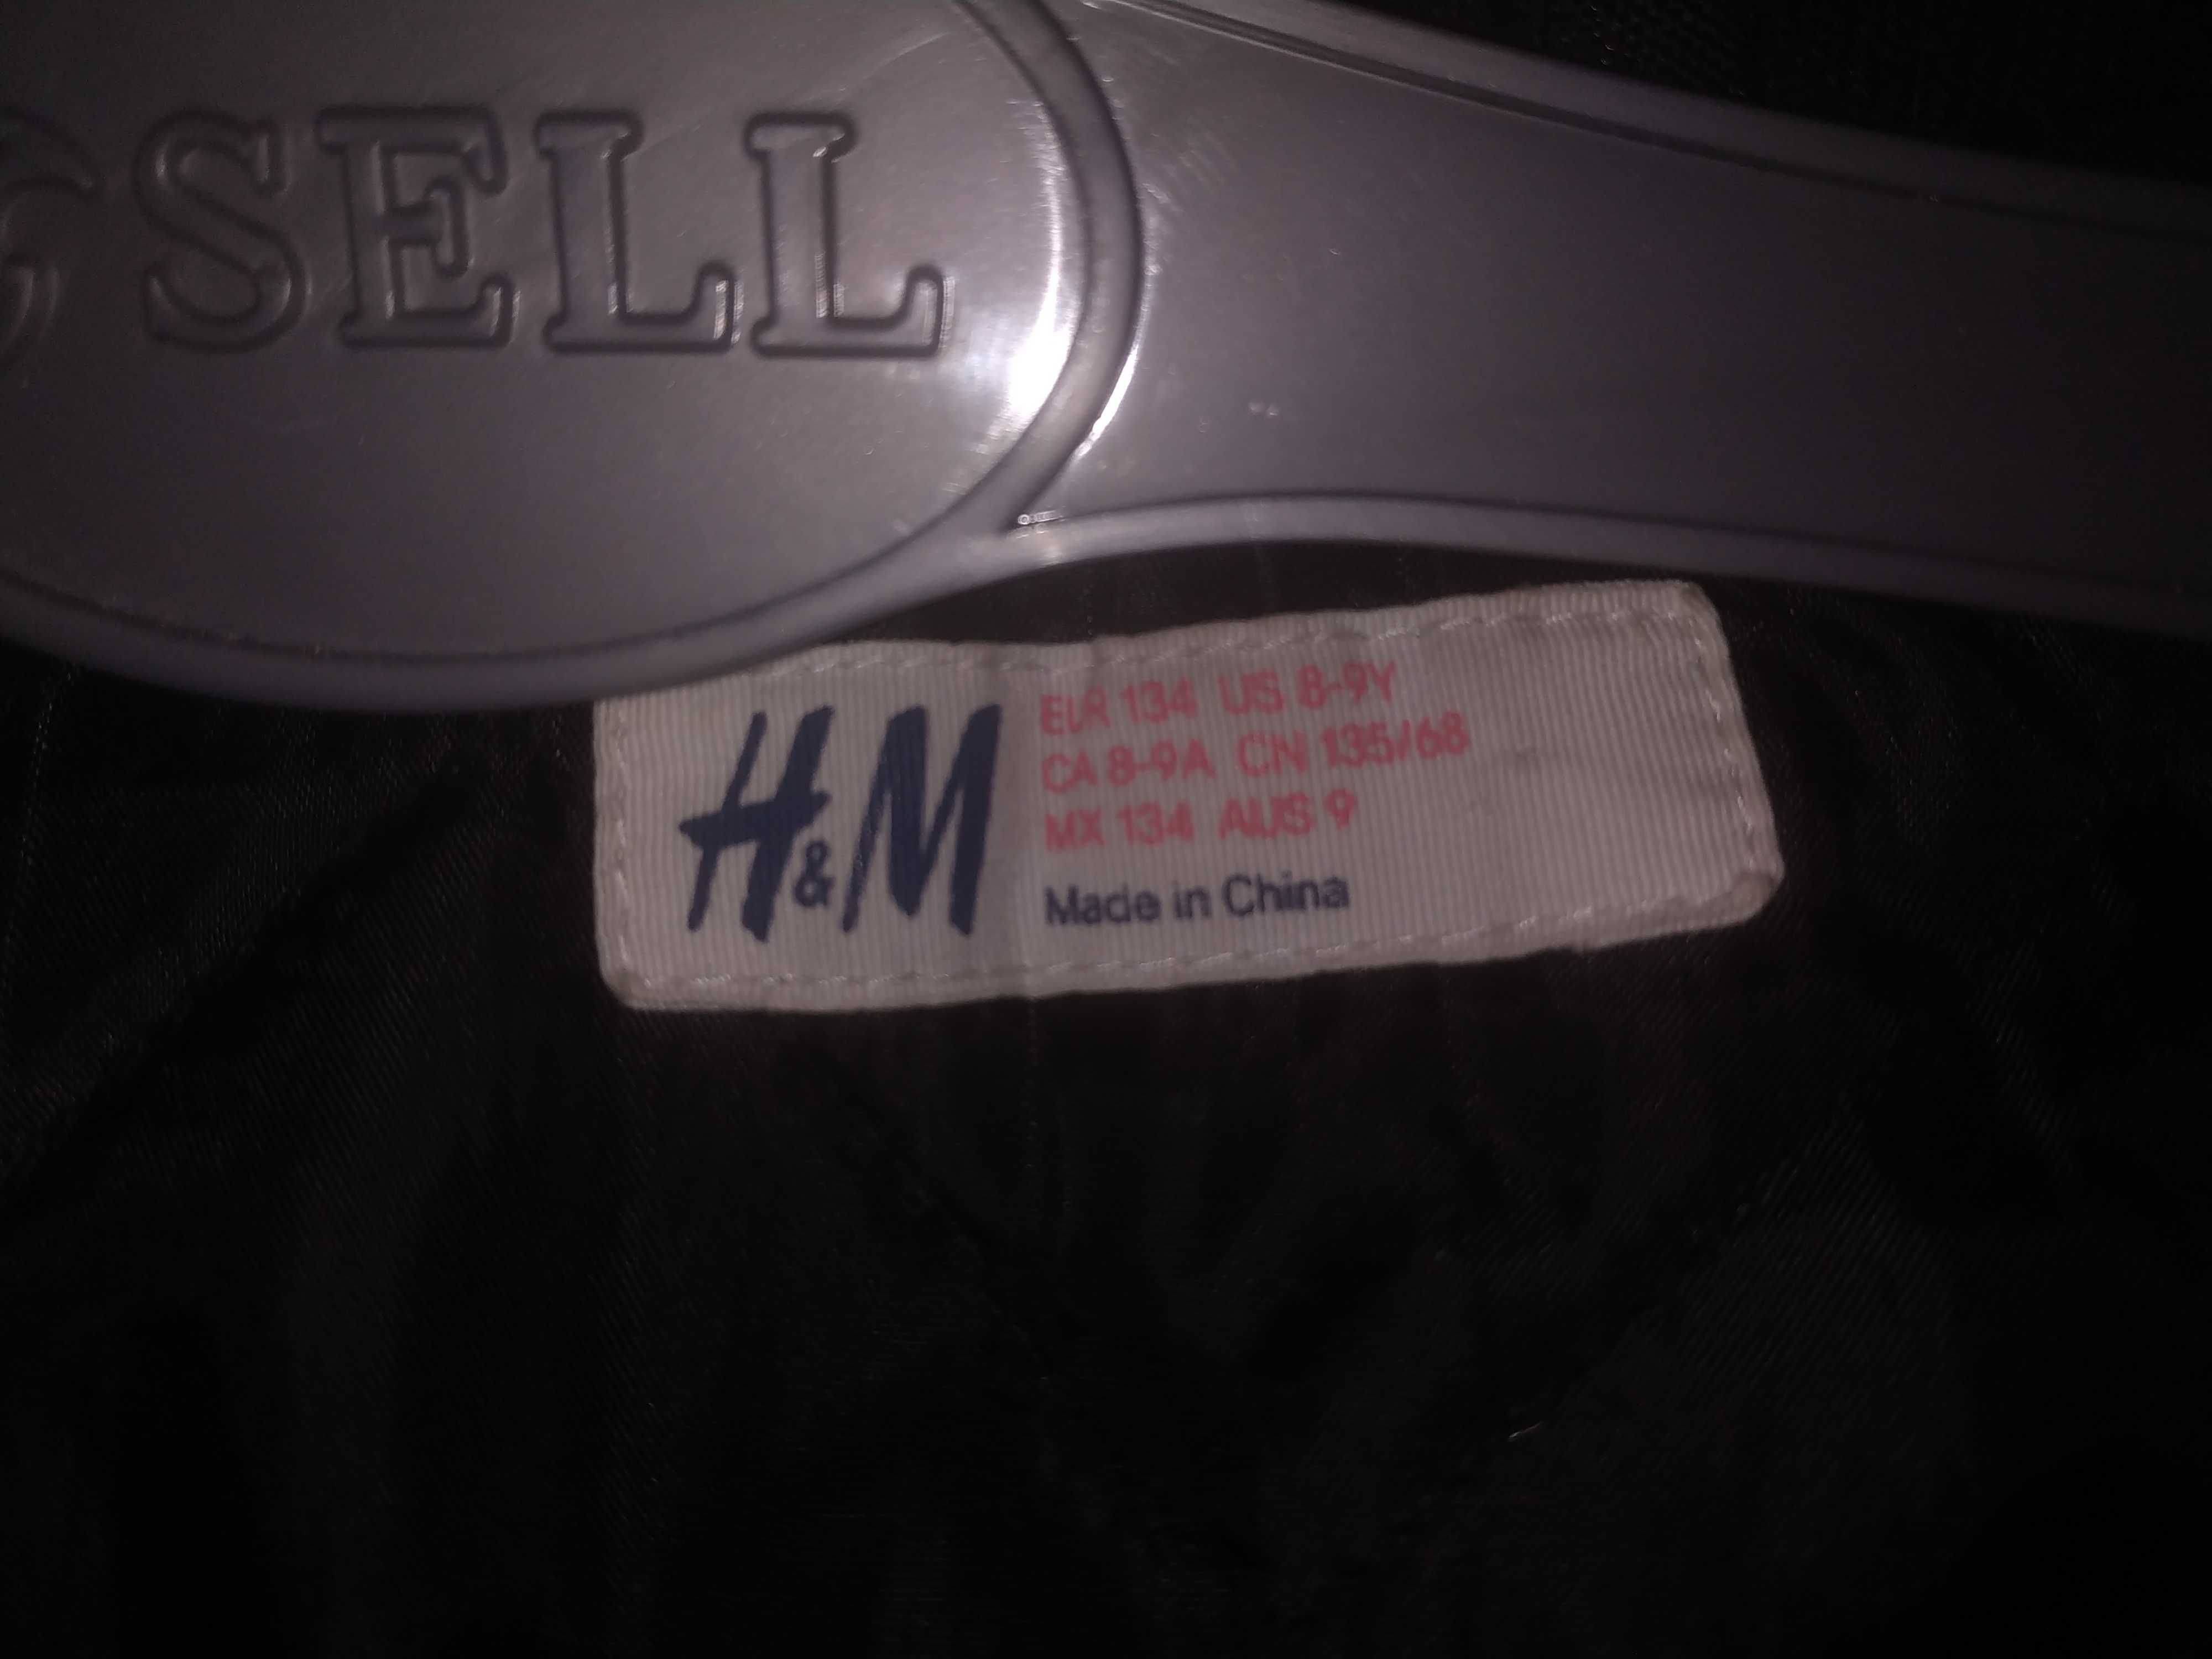 SELL
H&M
EUR 134 US 8-9Y
CA 8-9A CN 135/68
MX 134 AUS 9
Made in China